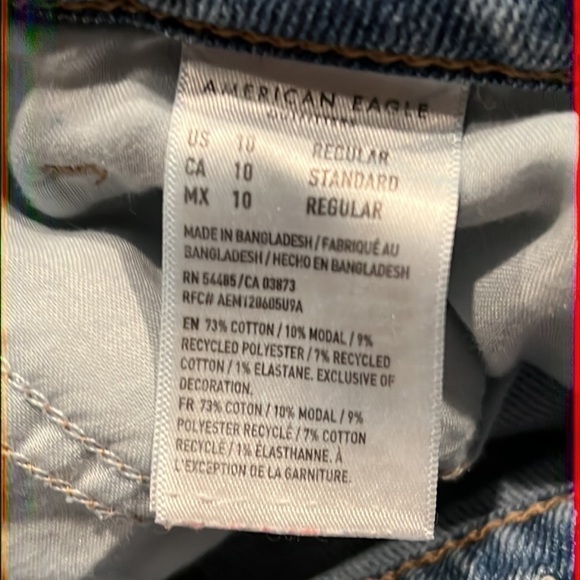 AMERICAN EAGLE
OUTFITTERS
US 10 REGULAR
CA 10 STANDARD
MX 10 REGULAR
MADE IN BANGLADESH / FABRIQUÉ AU
BANGLADESH / HECHO EN BANGLADESH
RN 54485/CA 03873
RFC# AEM120605U9A
EN 73% COTTON / 10% MODAL / 9%
RECYCLED POLYESTER / 7% RECYCLED
COTTON / 1% ELASTANE. EXCLUSIVE OF
DECORATION.
FR 73% COTON / 10% MODAL / 9%
POLYESTER RECYCLÉ / 7% COTTON
RECYCLÉ / 1% ÉLASTHANNE. À
L'EXCEPTION DE LA GARNITURE.